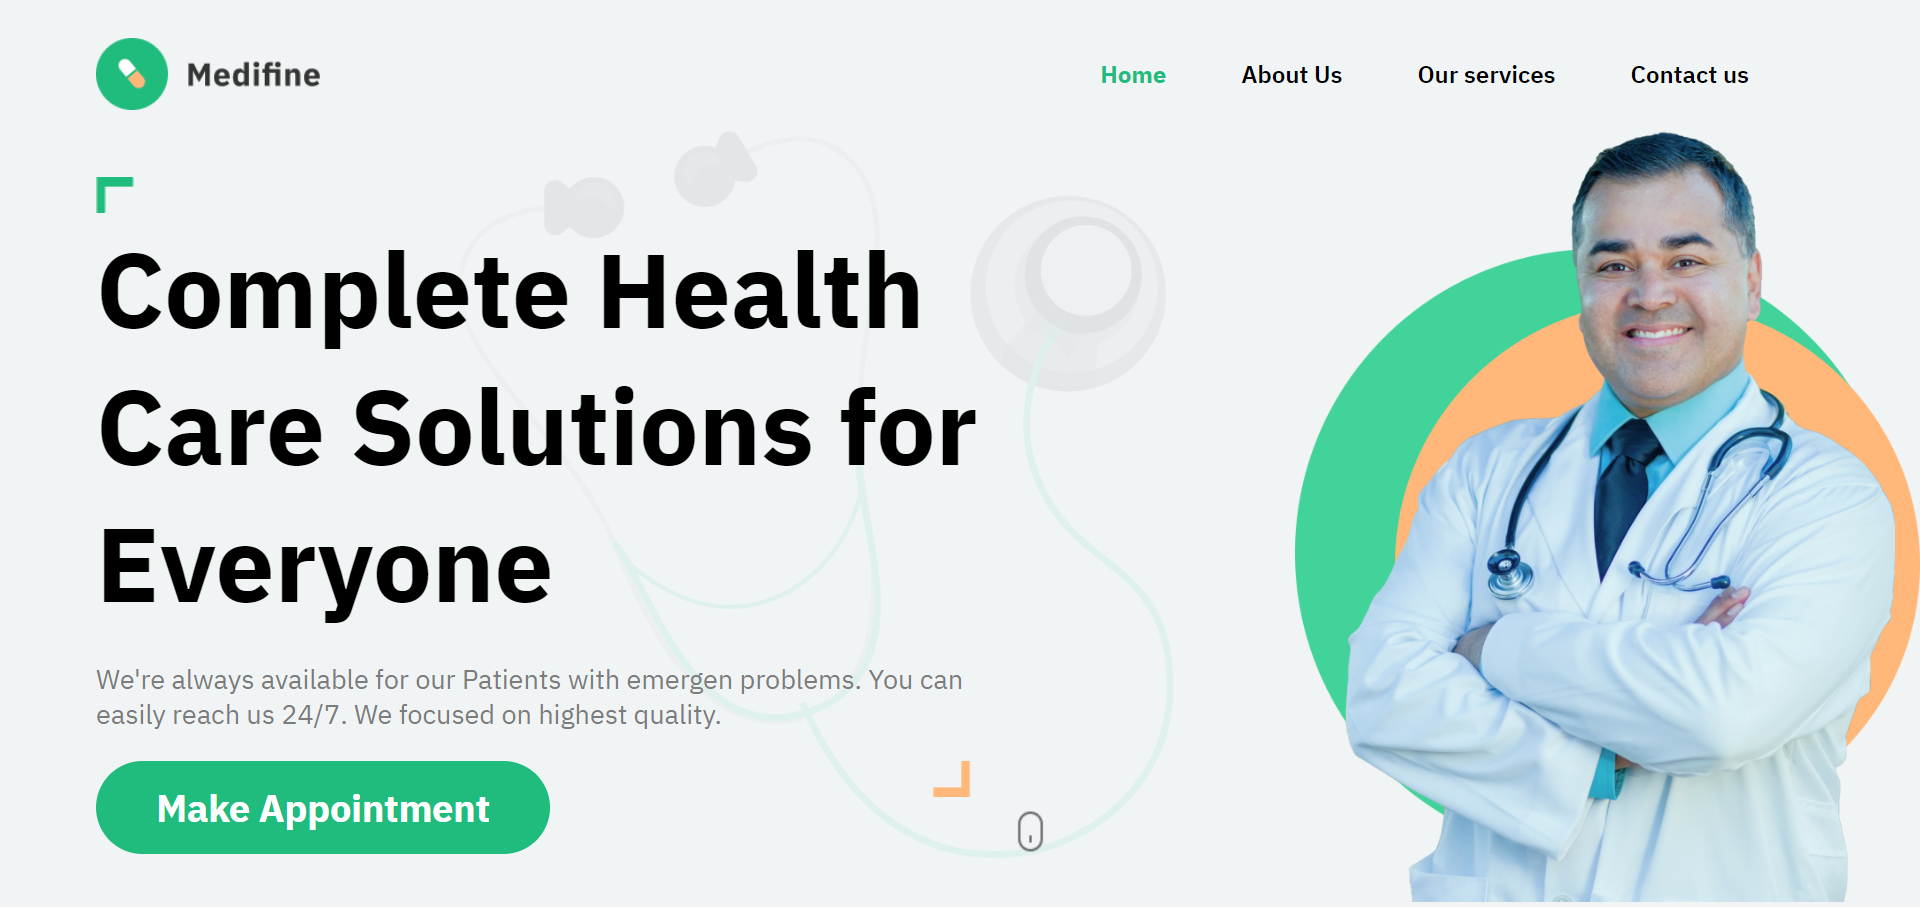 Medifine
Home
About Us
Our services
Contact us
Complete Health
Care Solutions for
Everyone
We're always available for our Patients with emergen problems. You can
easily reach us 24/7. We focused on highest quality.
Make Appointment